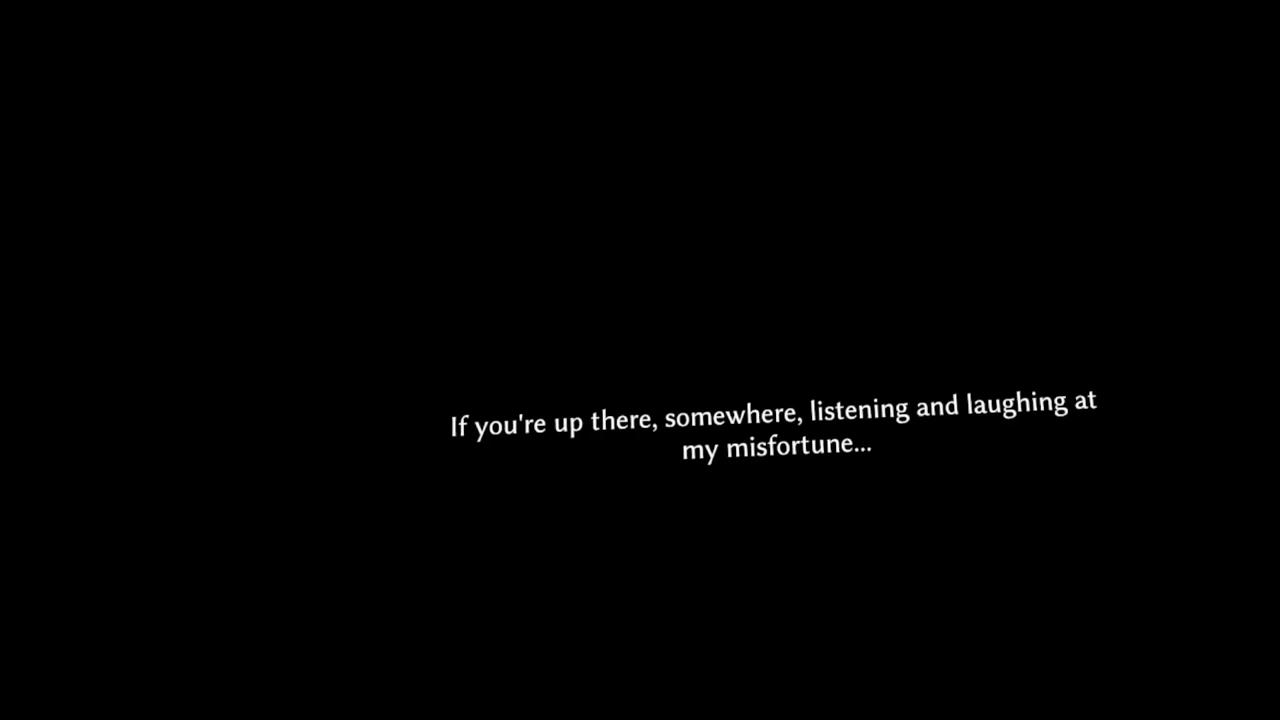 If you're up there, somewhere, listening and laughing at
my misfortune...